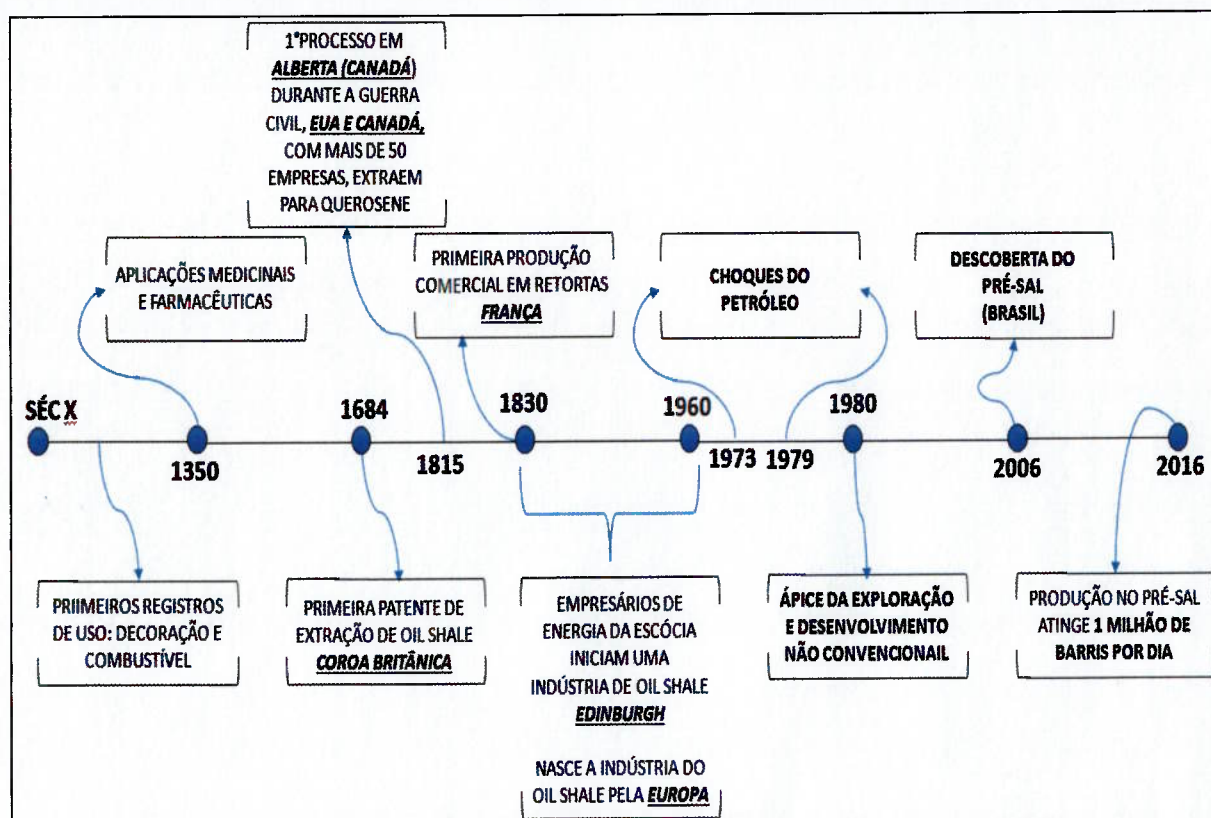 1°PROCESSO EM
ALBERTA (CANADÁ)
DURANTE A GUERRA
CIVIL, EUA E CANADÁ,
COM MAIS DE 50
EMPRESAS, EXTRAEM
PARA QUEROSENE
APLICAÇÕES MEDICINAIS
E FARMACÊUTICAS
PRIMEIRA PRODUÇÃO
COMERCIAL EM RETORTAS
FRANÇA
CHOQUES DO
PETRÓLEO
DESCOBERTA DO
PRÉ-SAL
(BRASIL)
SÉC X
1350
1684
1815
1830
1960
1973
1979
1980
2006
2016
PRIIMEIROS REGISTROS
DE USO: DECORAÇÃO E
COMBUSTÍVEL
PRIMEIRA PATENTE DE
EXTRAÇÃO DE OIL SHALE
COROA BRITÂNICA
EMPRESÁRIOS DE
ENERGIA DA ESCÓCIA
INICIAM UMA
INDÚSTRIA DE OIL SHALE
EDINBURGH
NASCE A INDÚSTRIA DO
OIL SHALE PELA EUROPA
ÁPICE DA EXPLORAÇÃO
E DESENVOLVIMENTO
NÃO CONVENCIONAIL
PRODUÇÃO NO PRÉ-SAL
ATINGE 1 MILHÃO DE
BARRIS POR DIA